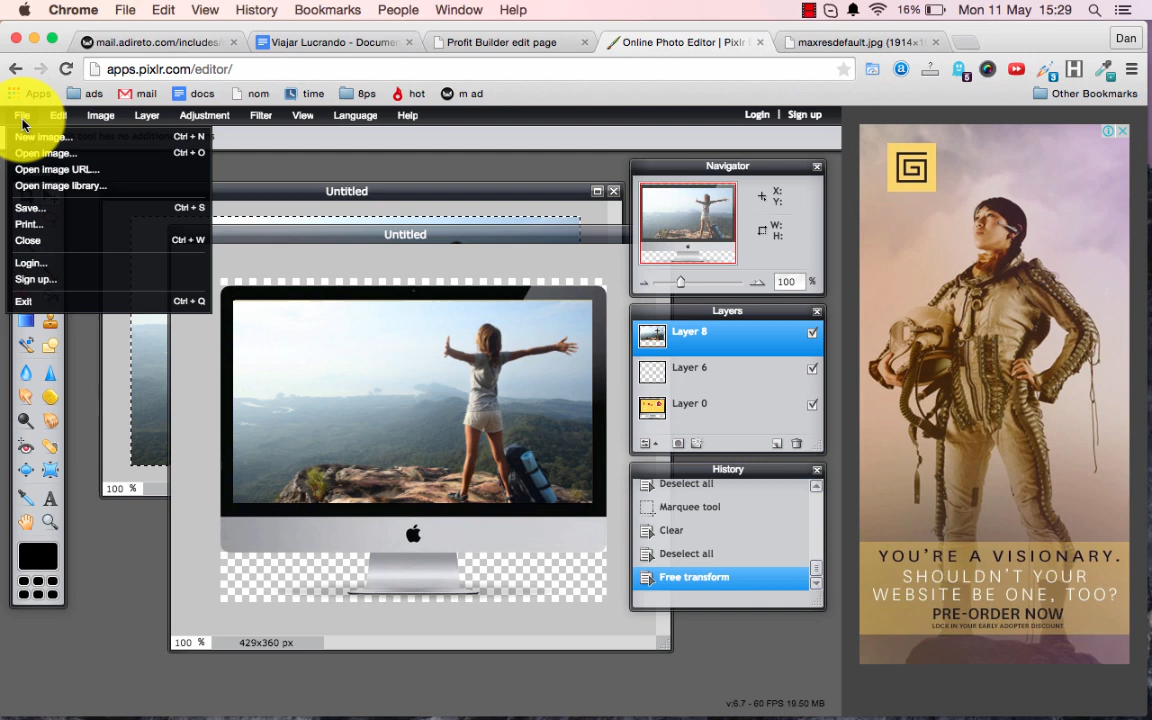 Chrome File Edit View History Bookmarks People Window Help 16% Mon 11 May 15:29
mail.adireto.com/includes/ Viajar Lucrando - Documen Profit Builder edit page Online Photo Editor | Pixlr maxresdefault.jpg (1914×1 Dan
apps.pixlr.com/editor/ 5 3
Apps ads mail docs nom time 8ps hot m ad Other Bookmarks
File Edit Image Layer Adjustment Filter View Language Help Login | Sign up
New image... Ctrl + N
Open image... Ctrl + O
Open image URL...
Open image library...
Save... Ctrl + S
Print...
Close Ctrl + W
Login...
Sign up...
Exit Ctrl + Q
Untitled
Untitled
100 %
100 % 429x360 px
Navigator
X:
Y:
W:
H:
100 %
Layers
Layer 8
Layer 6
Layer 0
History
Deselect all
Marquee tool
Clear
Deselect all
Free transform
v:6.7 - 60 FPS 19.50 MB
YOU'RE A VISIONARY.
SHOULDN'T YOUR
WEBSITE BE ONE, TOO?
PRE-ORDER NOW
LOCK IN YOUR EARLY ADOPTER DISCOUNT